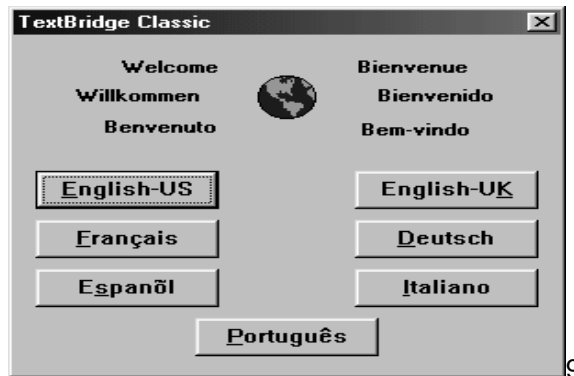 TextBridge Classic
Welcome Bienvenue
Willkommen Bienvenido
Benvenuto Bem-vindo
English-US English-UK
Français Deutsch
Espanõl Italiano
Português